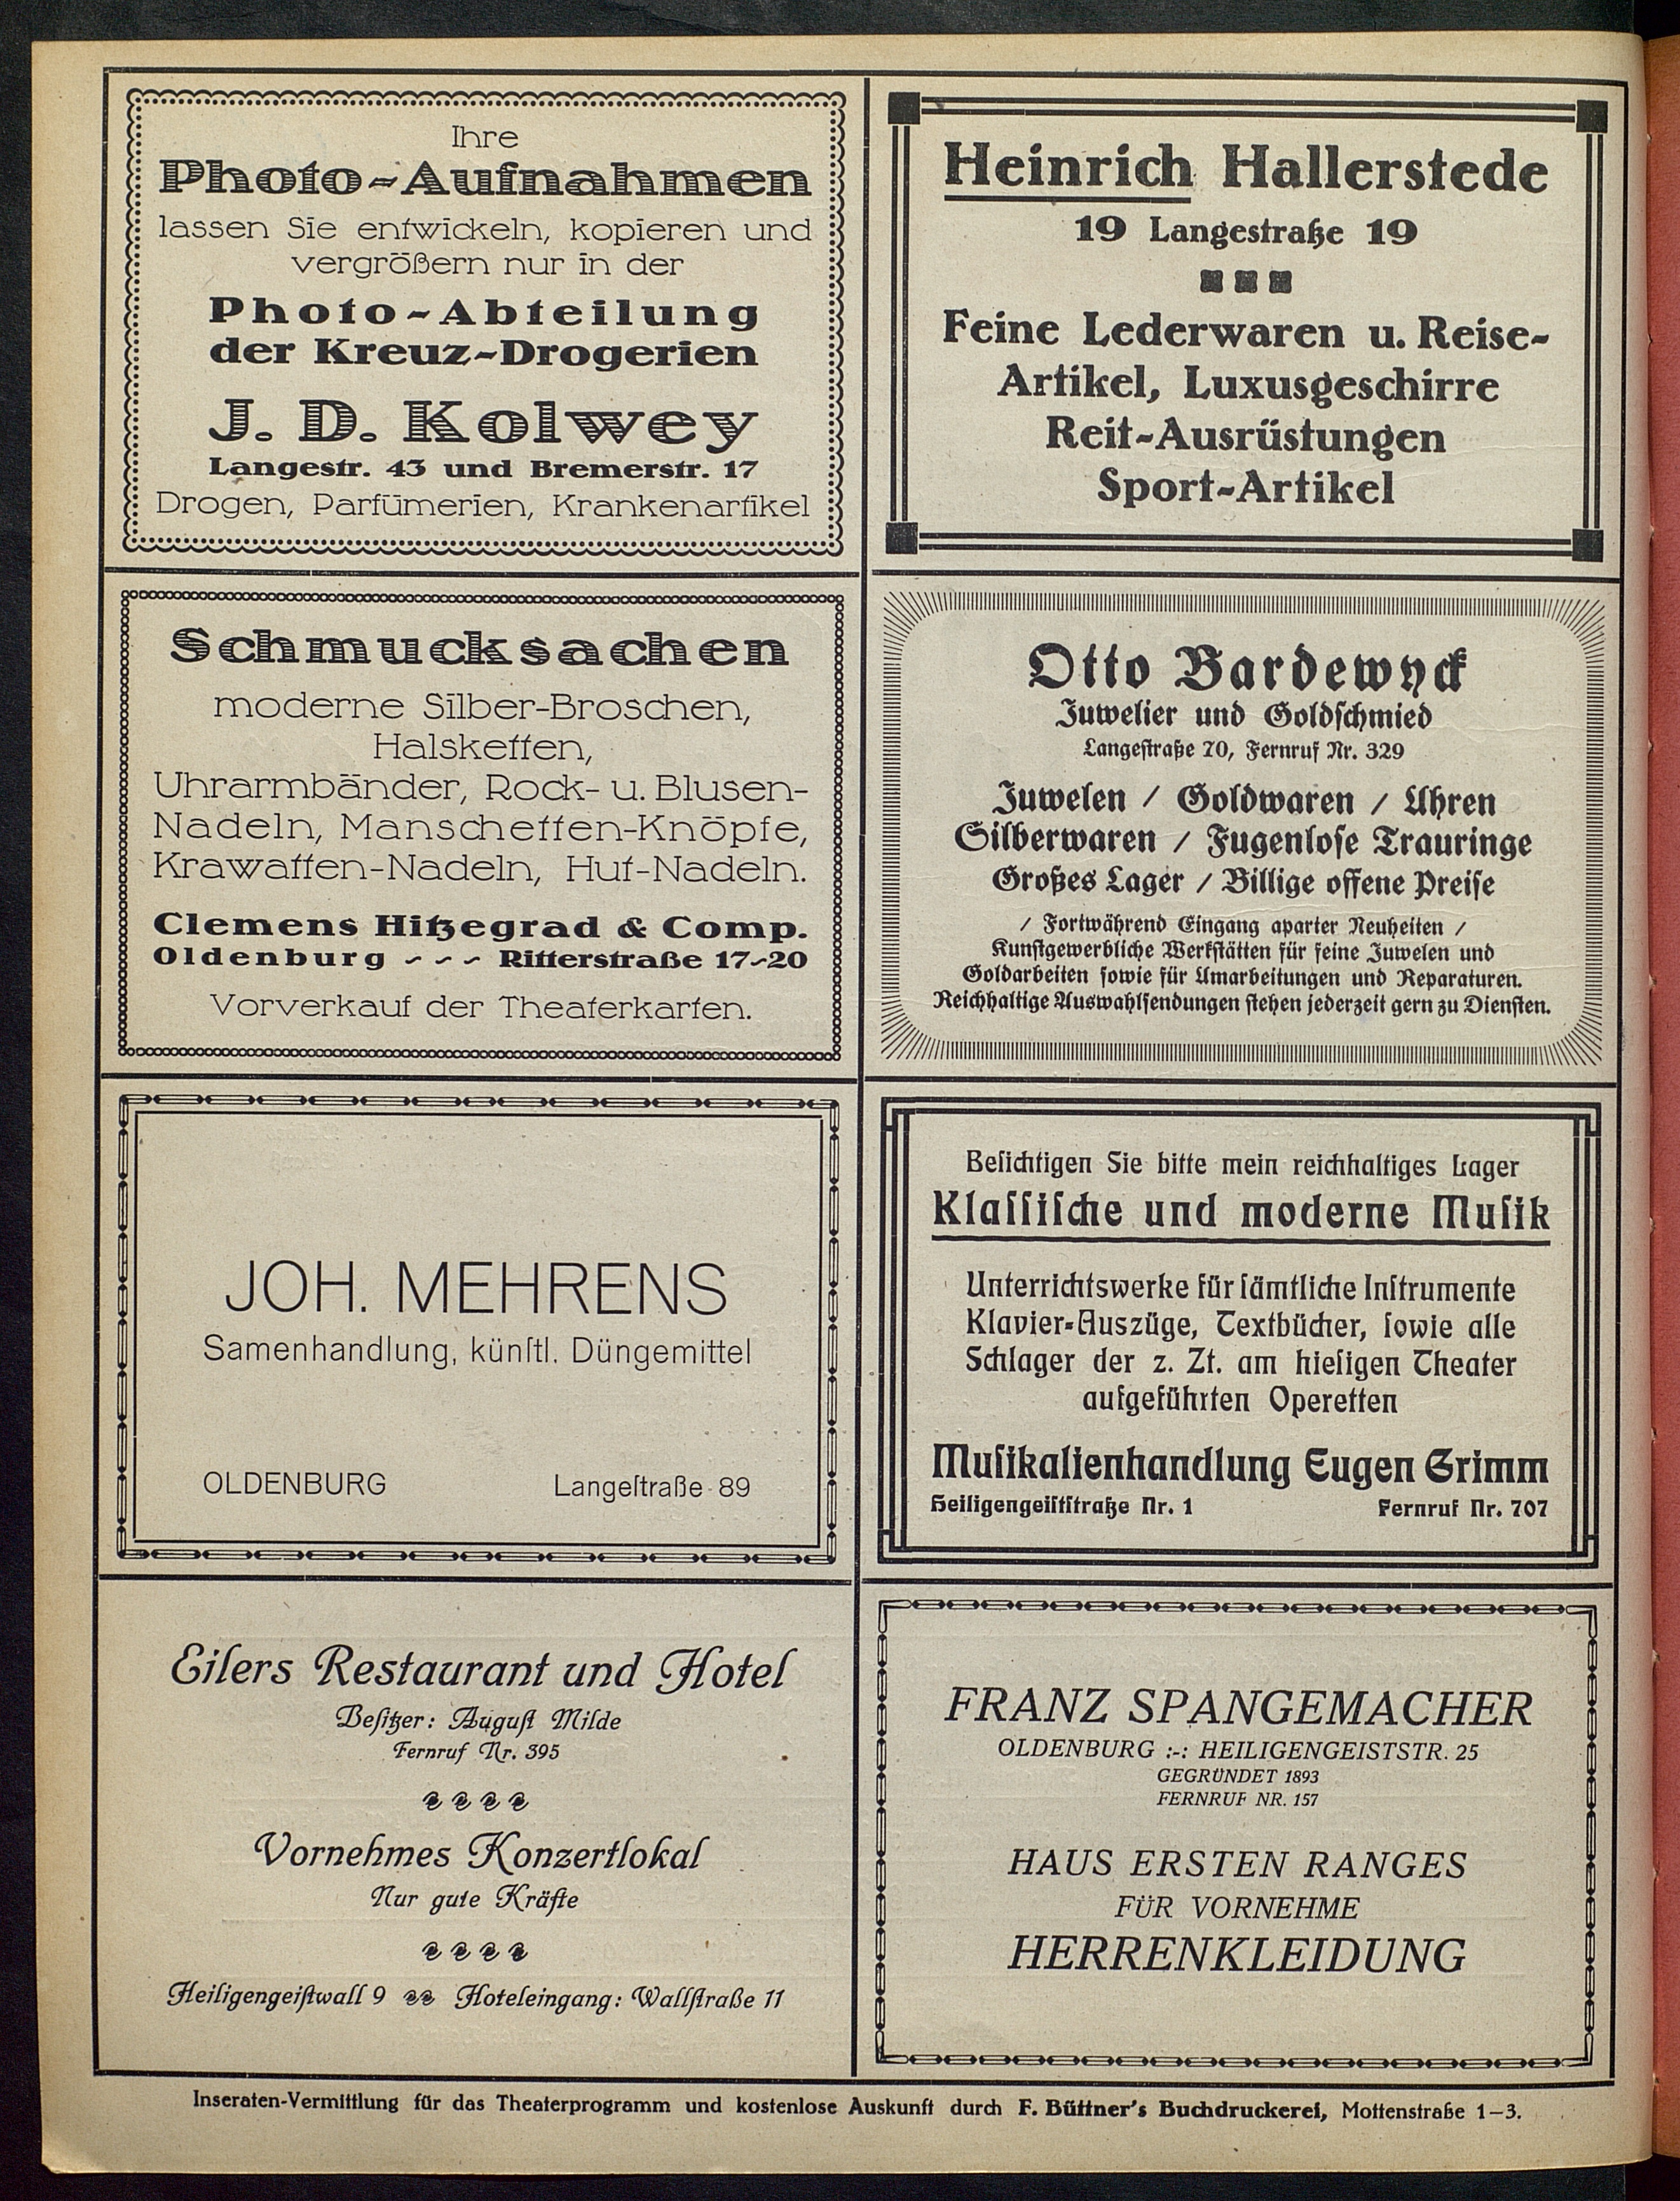 Ihre
Photo-Aufnahmen
lassen Sie entwickeln, kopieren und
vergrößern nur in der
Photo-Abteilung
der Kreuz-Drogerien
J. D. Kolwey
Langestr. 43 und Bremerstr. 17
Drogen, Parfümerien, Krankenartikel
Heinrich Hallerstede
19 Langestraße 19
Feine Lederwaren u. Reise-
Artikel, Luxusgeschirre
Reit-Ausrüstungen
Sport-Artikel
Schmucksachen
moderne Silber-Broschen,
Halsketten,
Uhrarmbänder, Rock- u. Blusen-
Nadeln, Manschetten-Knöpfe,
Krawatten-Nadeln, Hut-Nadeln.
Clemens Hitzegrad & Comp.
Oldenburg - - - Ritterstraße 17-20
Vorverkauf der Theaterkarten.
Otto Bardewyck
Juwelier und Goldſchmied
Langeſtraße 70, Fernruf Nr. 329
Juwelen / Goldwaren / Uhren
Silberwaren / Fugenloſe Trauringe
Großes Lager / Billige offene Preiſe
/ Fortwährend Eingang aparter Neuheiten /
Kunſtgewerbliche Werkſtätten für feine Juwelen und
Goldarbeiten ſowie für Umarbeitungen und Reparaturen.
Reichhaltige Auswahlſendungen ſtehen jederzeit gern zu Dienſten.
JOH. MEHRENS
Samenhandlung, künſtl. Düngemittel
OLDENBURG Langeſtraße 89
Beſichtigen Sie bitte mein reichhaltiges Lager
Klaſſiſche und moderne Muſik
Unterrichtswerke für ſämtliche Inſtrumente
Klavier-Auszüge, Textbücher, ſowie alle
Schlager der z. Zt. am hieſigen Theater
aufgeführten Operetten
Muſikalienhandlung Eugen Grimm
Heiligengeiſtſtraße Nr. 1 Fernruf Nr. 707
Eilers Restaurant und Hotel
Beſitzer: Auguſt Milde
Fernruf Nr. 395
Vornehmes Konzertlokal
Nur gute Kräfte
Heiligengeiſtwall 9 Hoteleingang: Wallſtraße 11
FRANZ SPANGEMACHER
OLDENBURG :-: HEILIGENGEISTSTR. 25
GEGRÜNDET 1893
FERNRUF NR. 157
HAUS ERSTEN RANGES
FÜR VORNEHME
HERRENKLEIDUNG
Inseraten-Vermittlung für das Theaterprogramm und kostenlose Auskunft durch F. Büttner's Buchdruckerei, Mottenstraße 1—3.